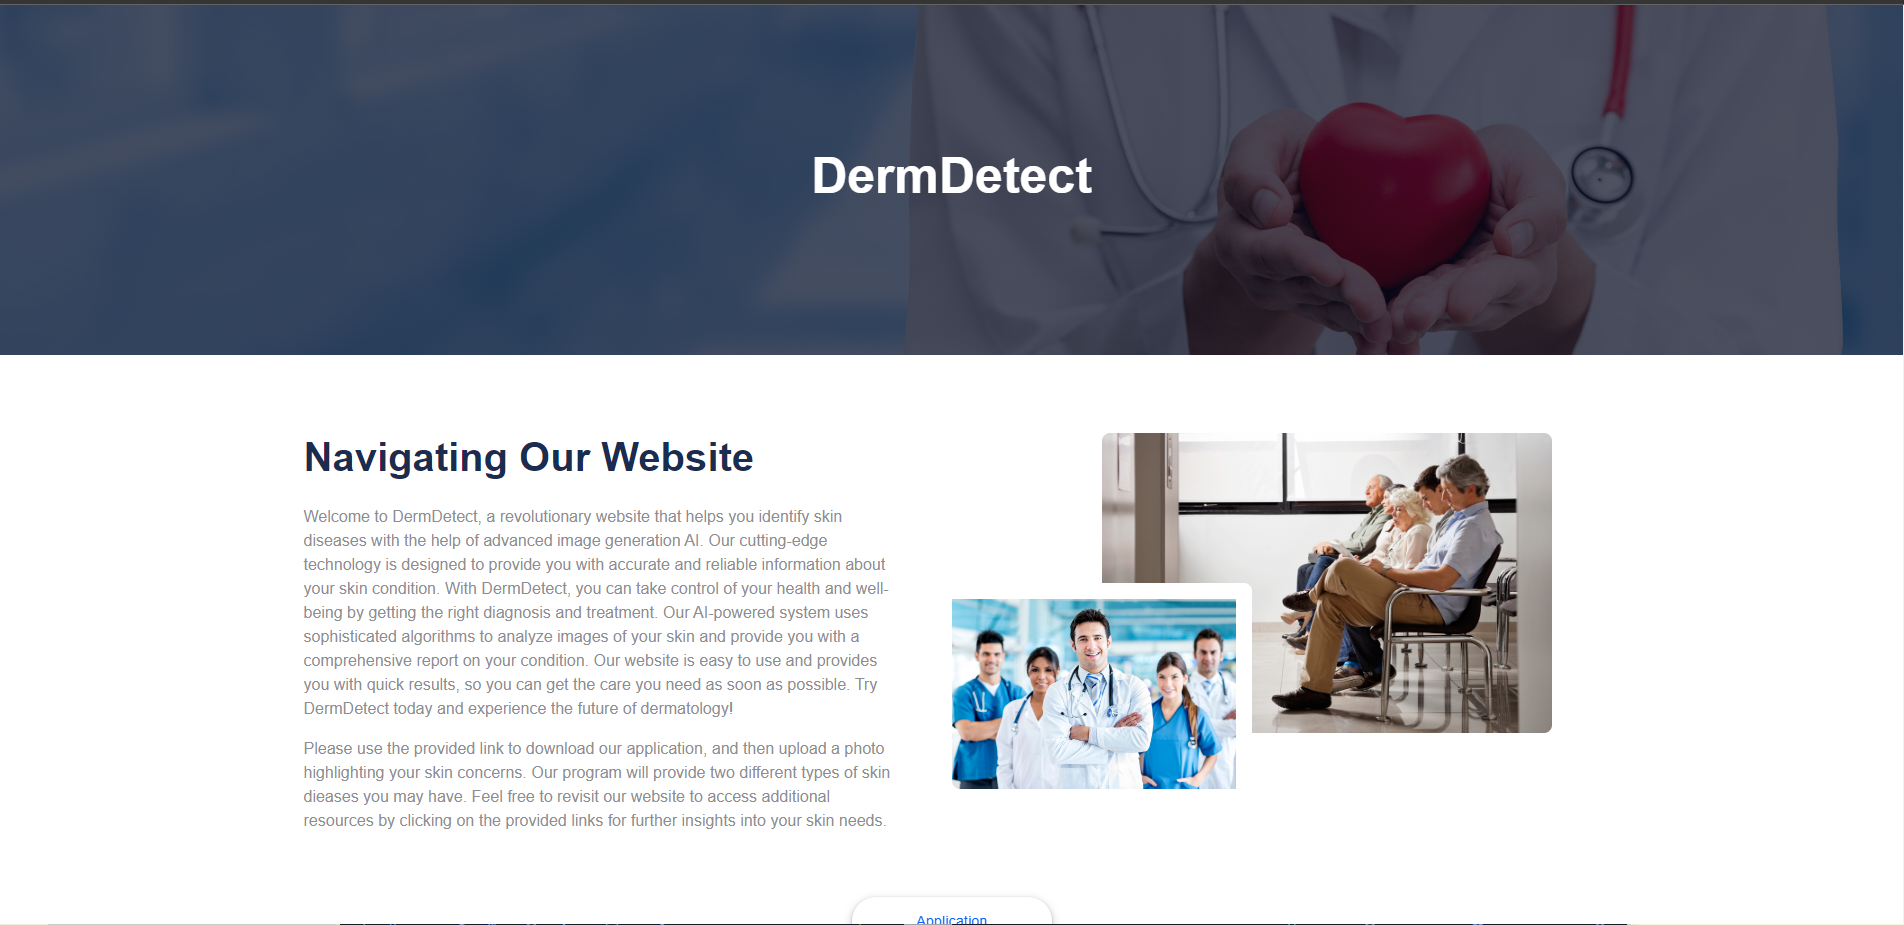 DermDetect
Navigating Our Website
Welcome to DermDetect, a revolutionary website that helps you identify skin
diseases with the help of advanced image generation AI. Our cutting-edge
technology is designed to provide you with accurate and reliable information about
your skin condition. With DermDetect, you can take control of your health and well-
being by getting the right diagnosis and treatment. Our AI-powered system uses
sophisticated algorithms to analyze images of your skin and provide you with a
comprehensive report on your condition. Our website is easy to use and provides
you with quick results, so you can get the care you need as soon as possible. Try
DermDetect today and experience the future of dermatology!
Please use the provided link to download our application, and then upload a photo
highlighting your skin concerns. Our program will provide two different types of skin
dieases you may have. Feel free to revisit our website to access additional
resources by clicking on the provided links for further insights into your skin needs.
Application